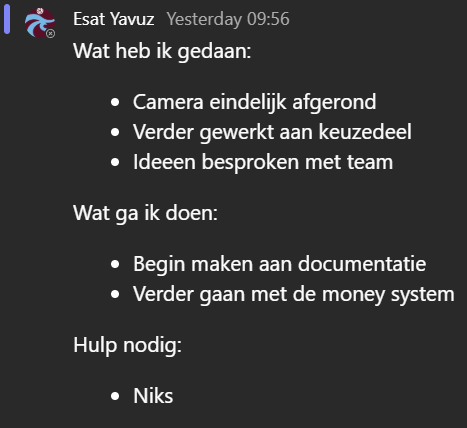 Esat Yavuz Yesterday 09:56
Wat heb ik gedaan:
• Camera eindelijk afgerond
• Verder gewerkt aan keuzedeel
• Ideeen besproken met team
Wat ga ik doen:
• Begin maken aan documentatie
• Verder gaan met de money system
Hulp nodig:
• Niks